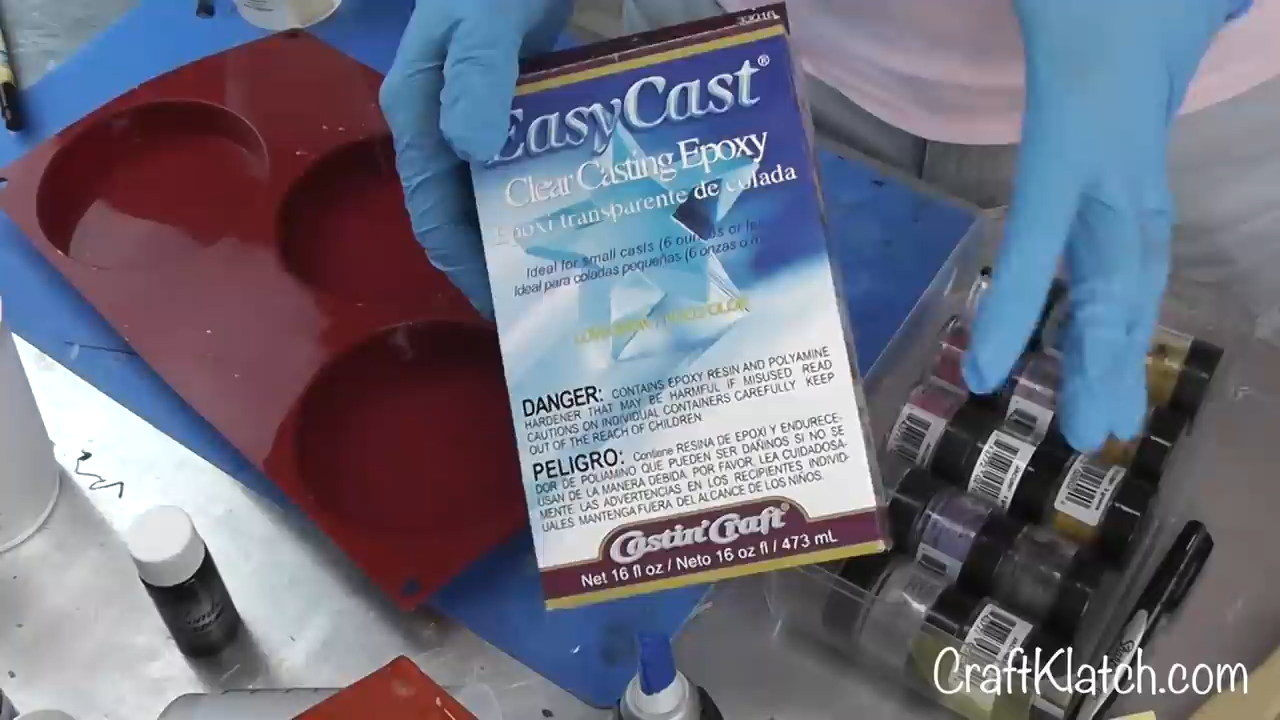 33016
EasyCast®
Clear Casting Epoxy
Epoxi transparente de colada
Ideal for small casts (6 ounces or
Ideal para coladas pequeñas (6 onzas o
DANGER: CONTAINS EPOXY RESIN AND POLYAMINE
HARDENER THAT MAY BE HARMFUL IF MISUSED READ
CAUTIONS ON INDIVIDUAL CONTAINERS CAREFULLY KEEP
OUT OF THE REACH OF CHILDREN
PELIGRO: Contiene RESINA DE EPOXI Y ENDURECE-
DOR DE POLIAMINO QUE PUEDEN SER DAÑINOS SI NO SE
USAN DE LA MANERA DEBIDA. POR FAVOR, LEA CUIDADOSA-
MENTE LAS ADVERTENCIAS EN LOS RECIPIENTES INDIVID-
UALES MANTENGA FUERA DEL ALCANCE DE LOS NIÑOS.
Castin'Craft®
Net 16 fl oz / Neto 16 oz fl / 473 mL
CraftKlatch.com